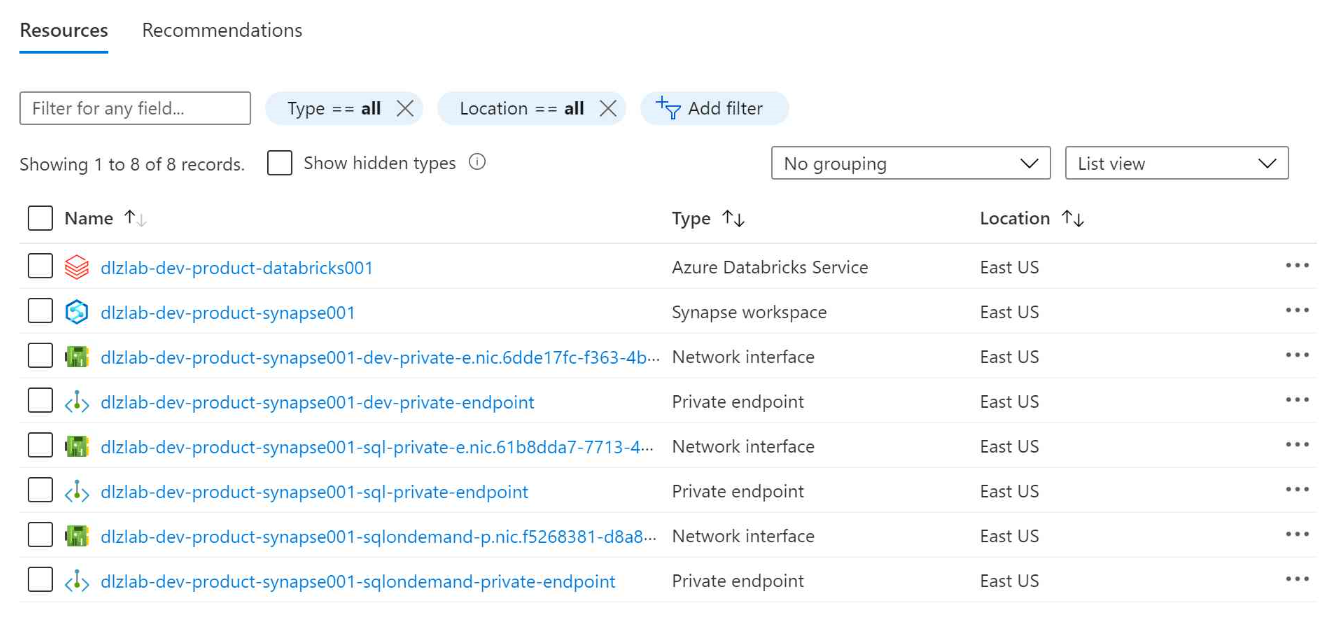 Resources Recommendations
Filter for any field... Type == all Location == all Add filter
Showing 1 to 8 of 8 records. Show hidden types No grouping List view
Name Type Location
dlzlab-dev-product-databricks001 Azure Databricks Service East US
dlzlab-dev-product-synapse001 Synapse workspace East US
dlzlab-dev-product-synapse001-dev-private-e.nic.6dde17fc-f363-4b... Network interface East US
dlzlab-dev-product-synapse001-dev-private-endpoint Private endpoint East US
dlzlab-dev-product-synapse001-sql-private-e.nic.61b8dda7-7713-4... Network interface East US
dlzlab-dev-product-synapse001-sql-private-endpoint Private endpoint East US
dlzlab-dev-product-synapse001-sqlondemand-p.nic.f5268381-d8a8... Network interface East US
dlzlab-dev-product-synapse001-sqlondemand-private-endpoint Private endpoint East US